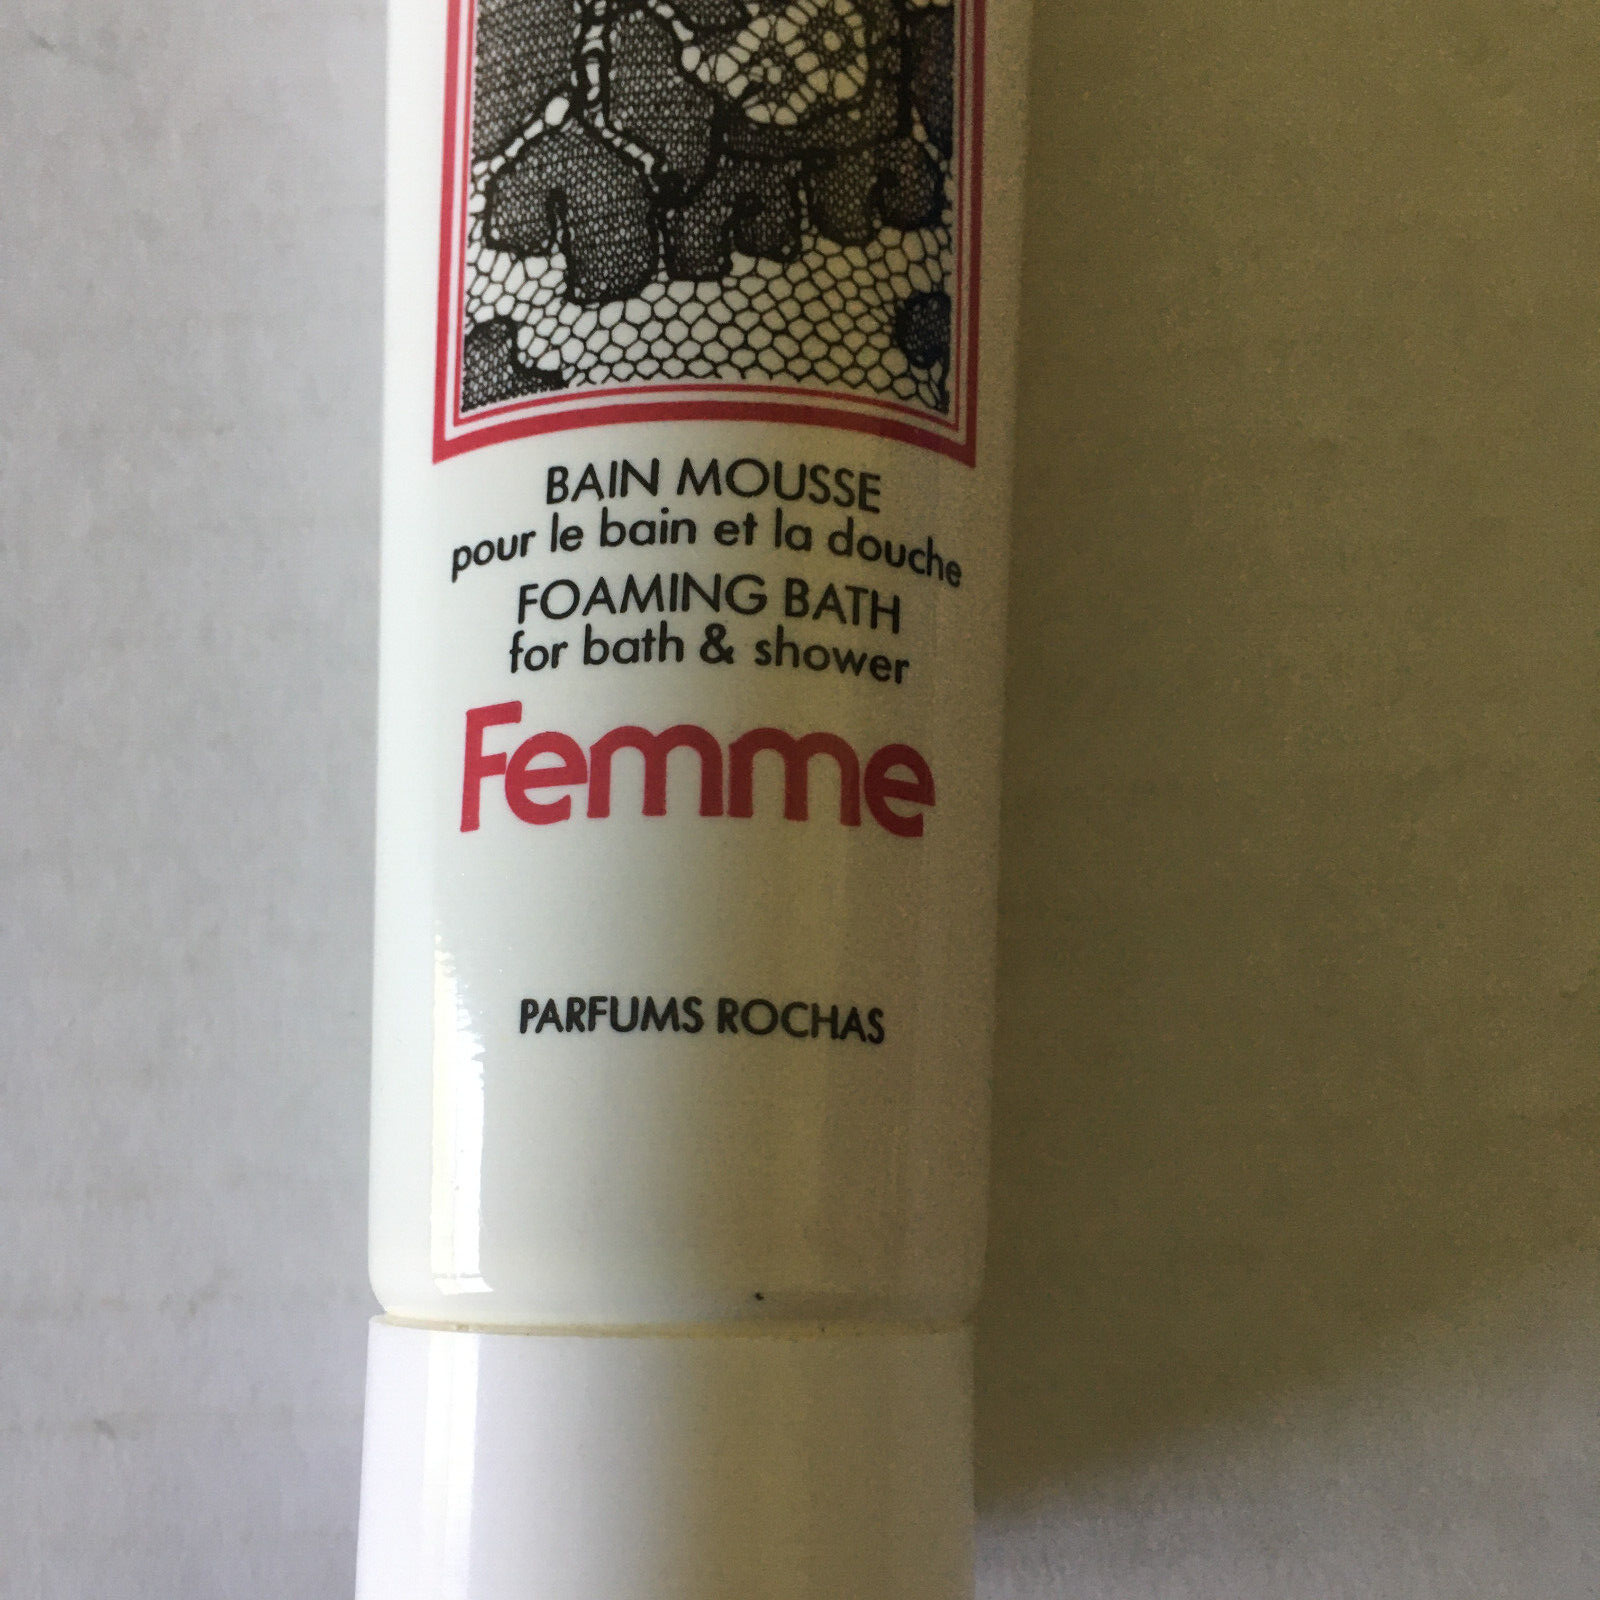 BAIN MOUSSE
pour le bain et la douche
FOAMING BATH
for bath & shower
Femme
PARFUMS ROCHAS